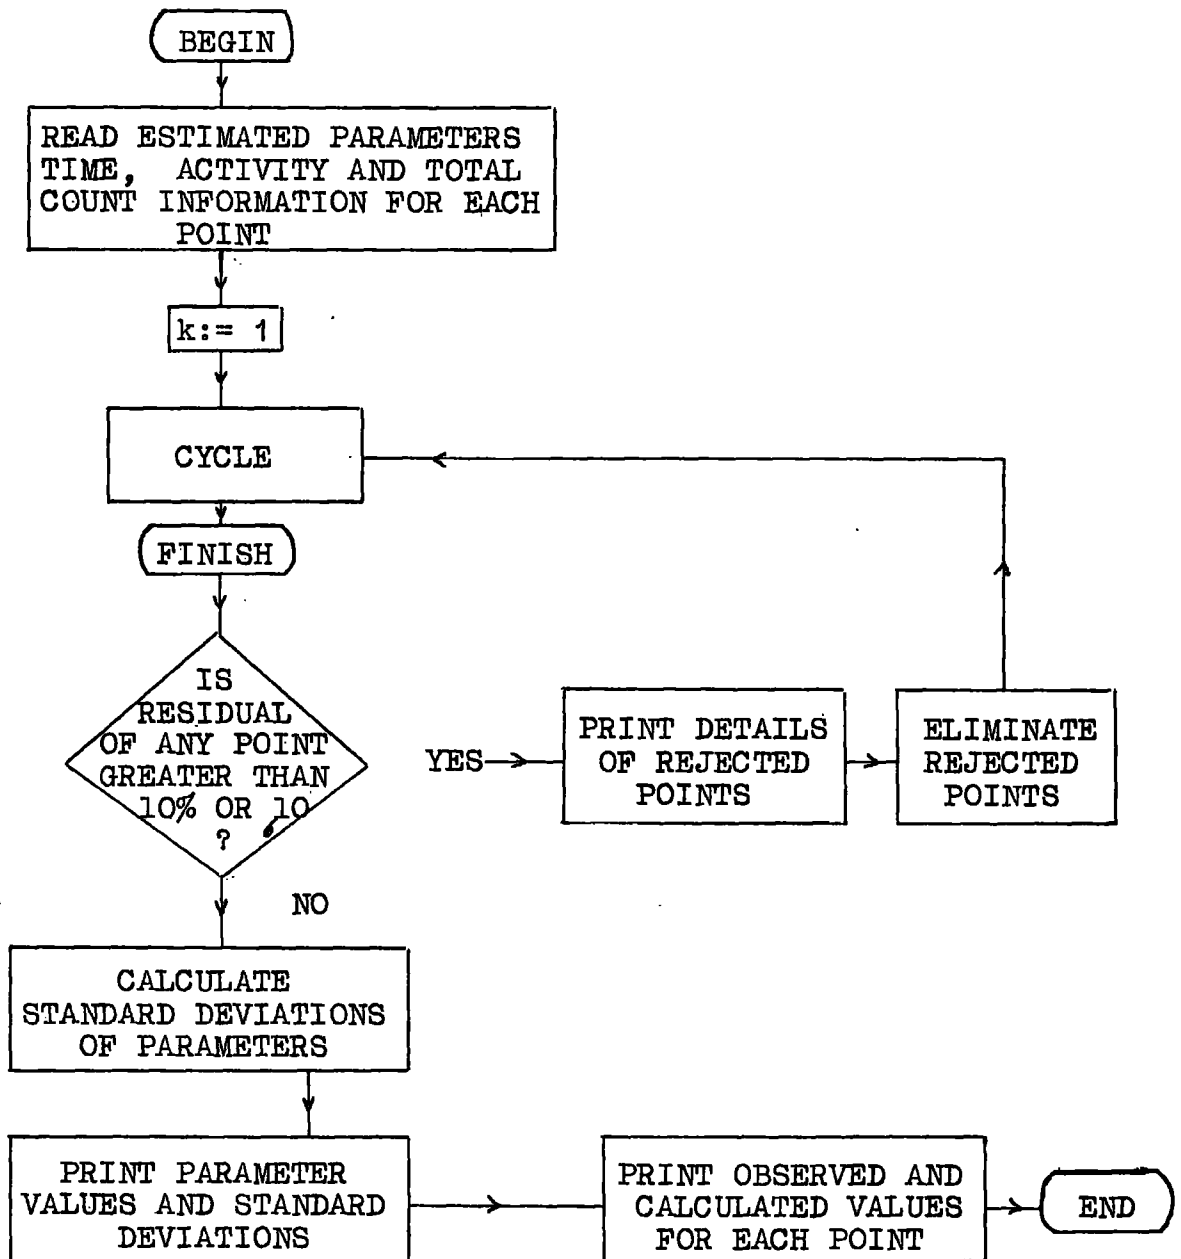 BEGIN
READ ESTIMATED PARAMETERS
TIME, ACTIVITY AND TOTAL
COUNT INFORMATION FOR EACH
POINT
k:= 1
CYCLE
FINISH
IS
RESIDUAL
OF ANY POINT
GREATER THAN
10% OR 10
?
YES
PRINT DETAILS
OF REJECTED
POINTS
ELIMINATE
REJECTED
POINTS
NO
CALCULATE
STANDARD DEVIATIONS
OF PARAMETERS
PRINT PARAMETER
VALUES AND STANDARD
DEVIATIONS
PRINT OBSERVED AND
CALCULATED VALUES
FOR EACH POINT
END